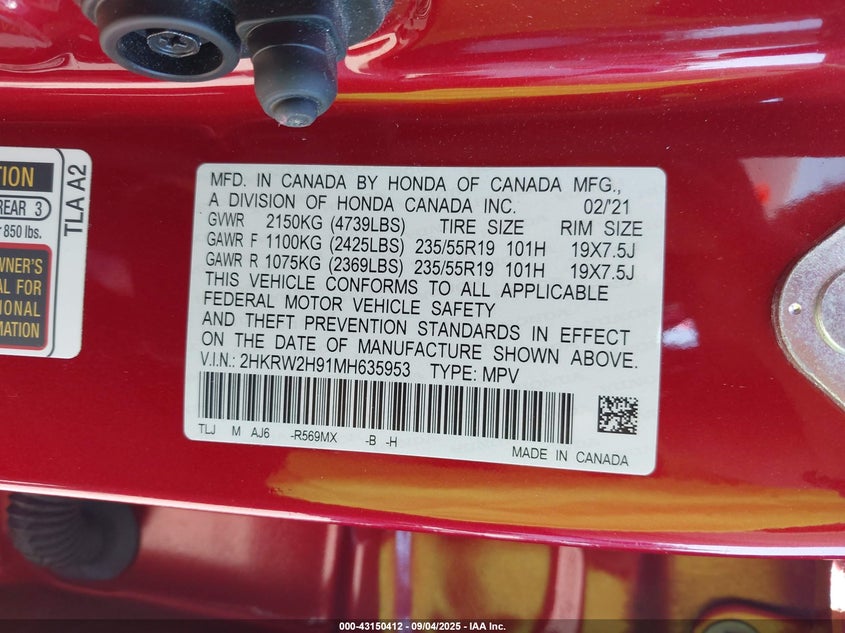 TION
REAR 3
850 lbs.
WNER'S
AL FOR
IONAL
MATION
TLA A2
MFD. IN CANADA BY HONDA OF CANADA MFG.,
A DIVISION OF HONDA CANADA INC. 02/'21
GVWR 2150KG (4739LBS) TIRE SIZE RIM SIZE
GAWR F 1100KG (2425LBS) 235/55R19 101H 19X7.5J
GAWR R 1075KG (2369LBS) 235/55R19 101H 19X7.5J
THIS VEHICLE CONFORMS TO ALL APPLICABLE
FEDERAL MOTOR VEHICLE SAFETY
AND THEFT PREVENTION STANDARDS IN EFFECT
ON THE DATE OF MANUFACTURE SHOWN ABOVE.
V.I.N.: 2HKRW2H91MH635953 TYPE: MPV
TLJ M AJ6 -R569MX -B -H
MADE IN CANADA
000-43150412 - 09/04/2025 - IAA Inc.